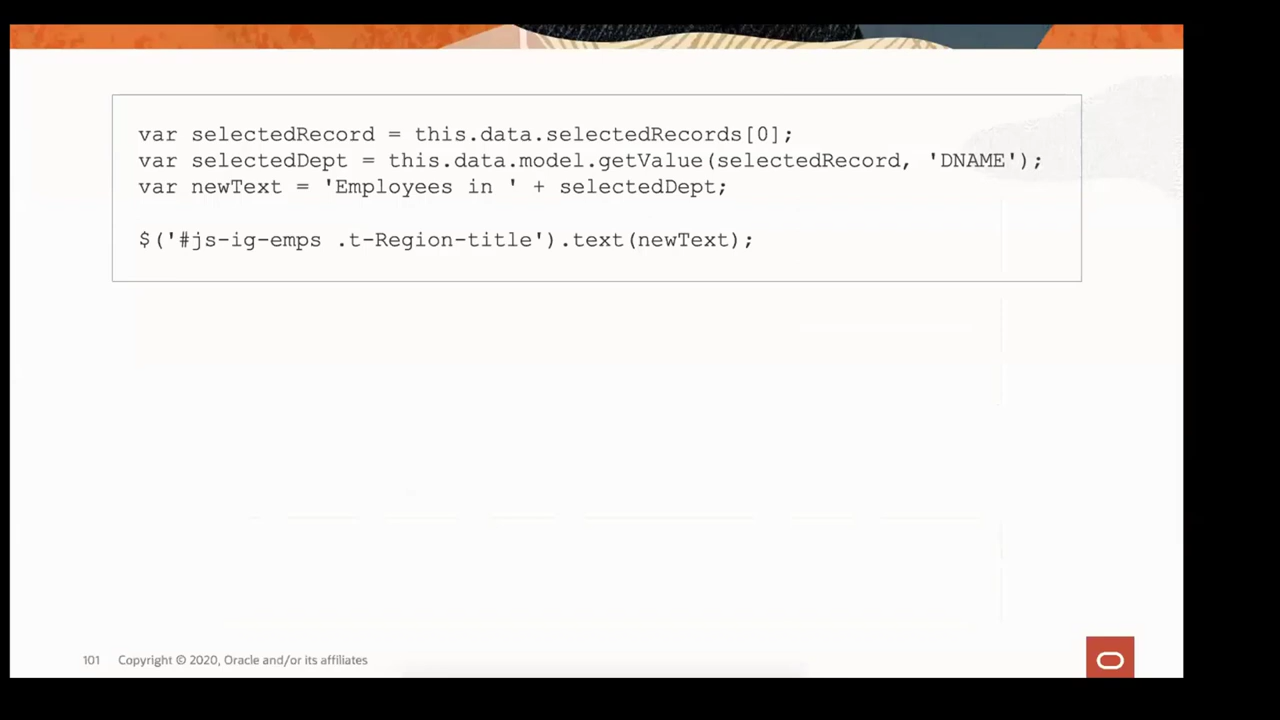 var selectedRecord = this.data.selectedRecords[0];
var selectedDept = this.data.model.getValue(selectedRecord, 'DNAME');
var newText = 'Employees in ' + selectedDept;
$('#js-ig-emps .t-Region-title').text(newText);
101 Copyright © 2020, Oracle and/or its affiliates